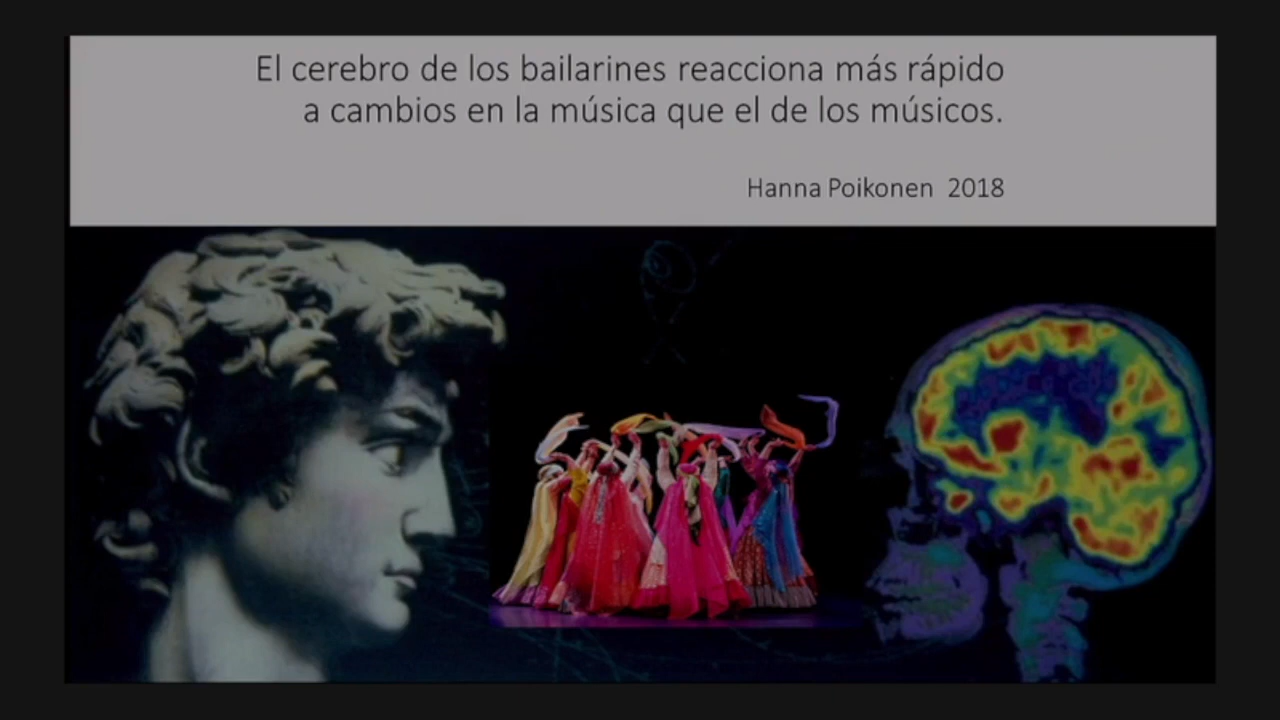 El cerebro de los bailarines reacciona más rápido
a cambios en la música que el de los músicos.
Hanna Poikonen 2018